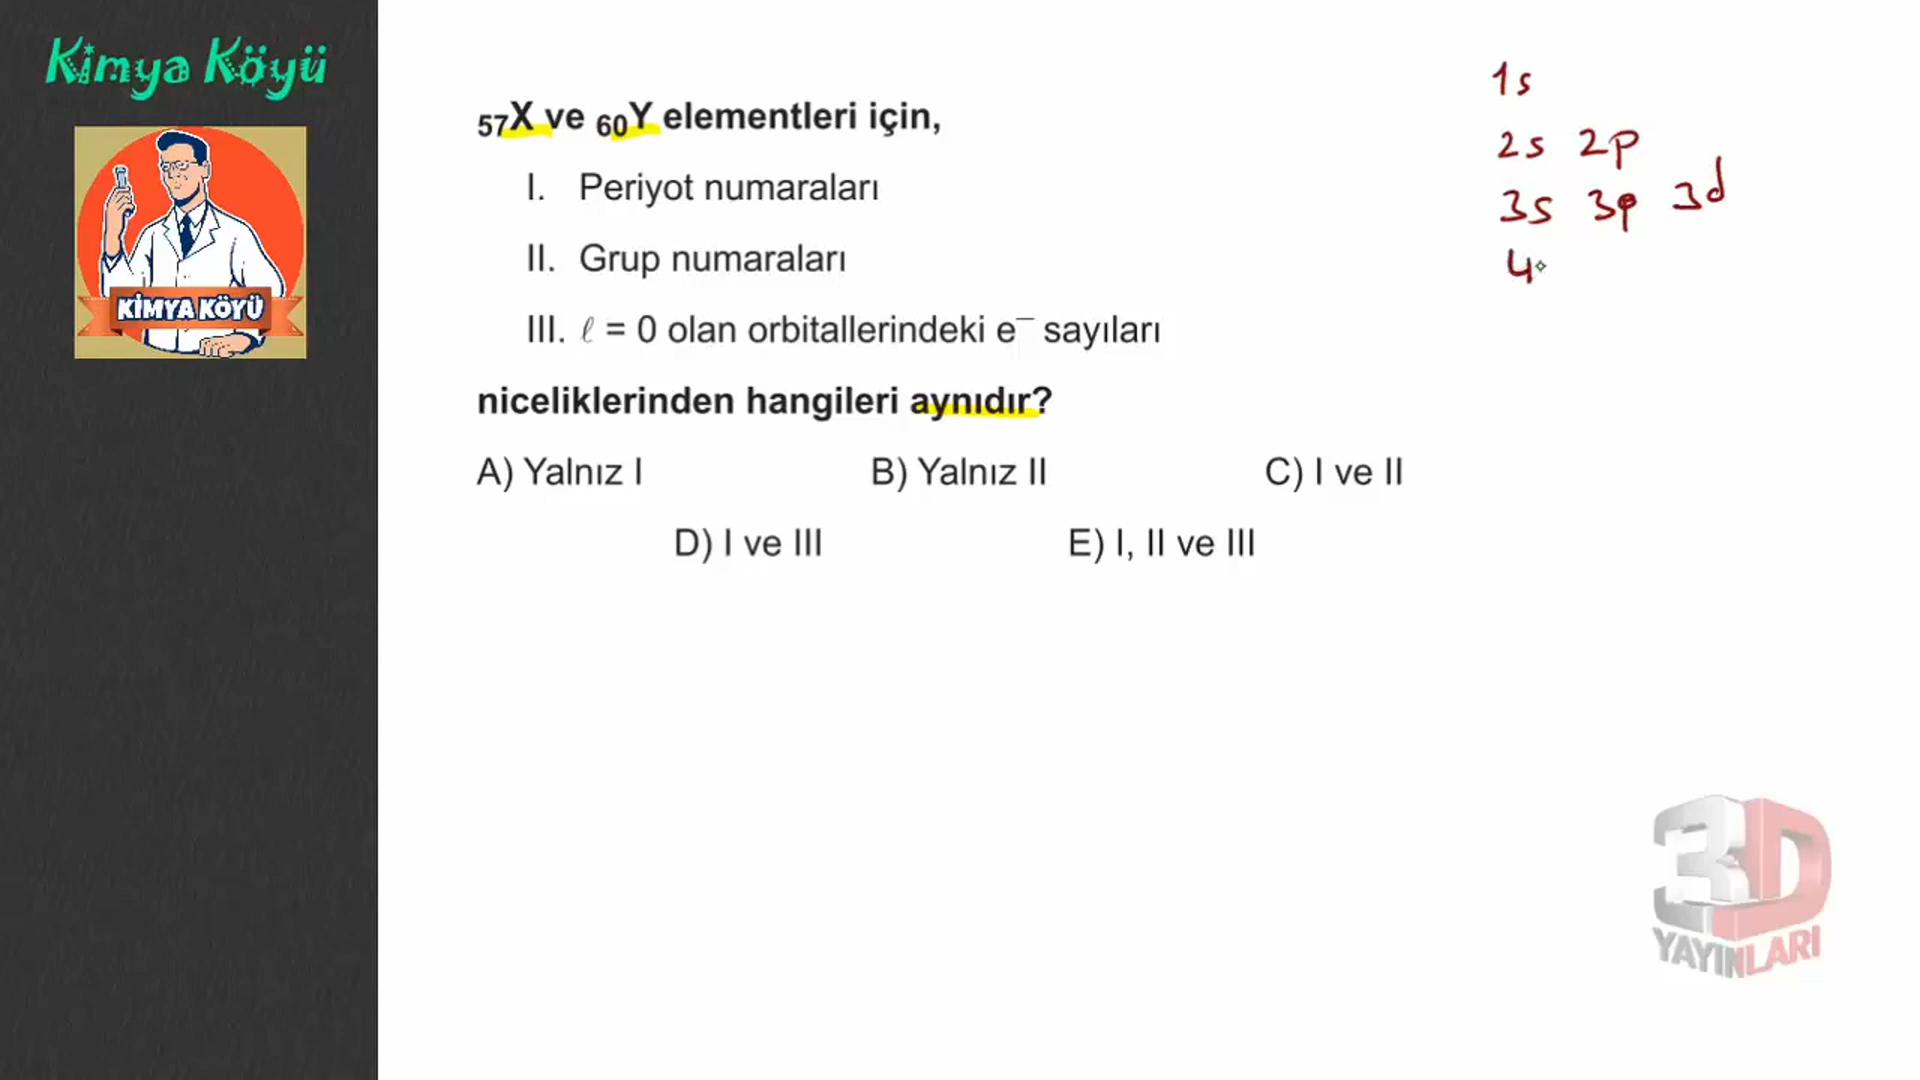 Kimya Köyü
KİMYA KÖYÜ
57X ve 60Y elementleri için,
I. Periyot numaraları
II. Grup numaraları
III. ℓ = 0 olan orbitallerindeki e⁻ sayıları
niceliklerinden hangileri aynıdır?
A) Yalnız I B) Yalnız II C) I ve II
D) I ve III E) I, II ve III
1s
2s 2p
3s 3p 3d
4
3D
YAYINLARI